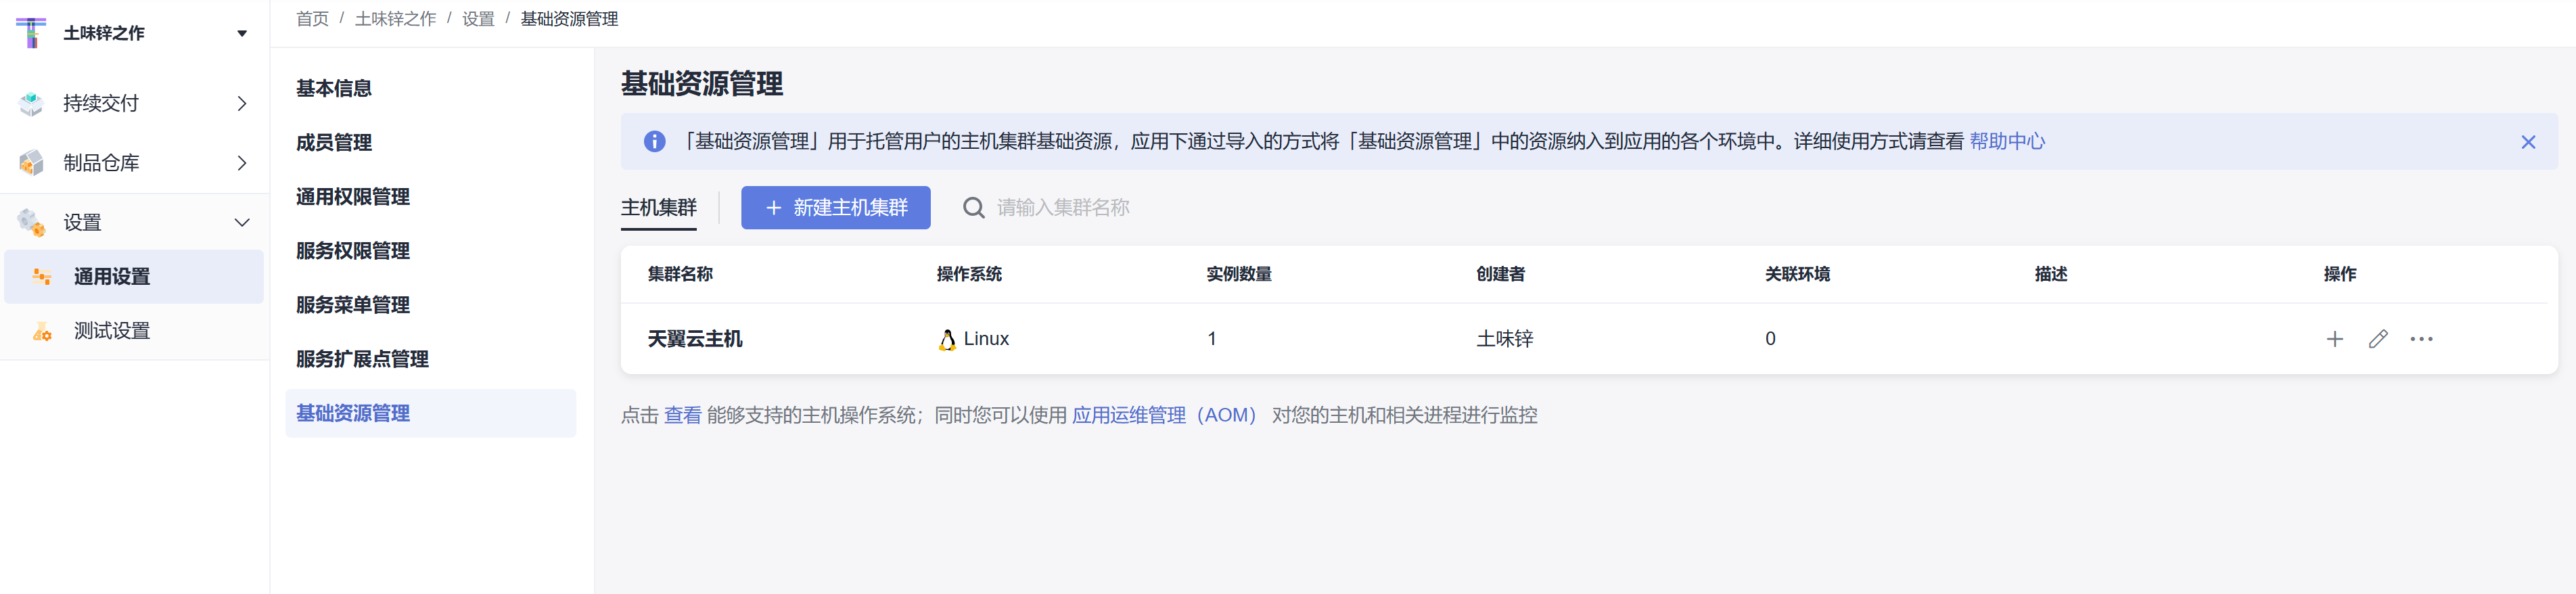 土味锌之作
持续交付
制品仓库
设置
通用设置
测试设置
首页 / 土味锌之作 / 设置 / 基础资源管理
基本信息
成员管理
通用权限管理
服务权限管理
服务菜单管理
服务扩展点管理
基础资源管理
基础资源管理
「基础资源管理」用于托管用户的主机集群基础资源，应用下通过导入的方式将「基础资源管理」中的资源纳入到应用的各个环境中。详细使用方式请查看 帮助中心
主机集群 新建主机集群 请输入集群名称
集群名称 操作系统 实例数量 创建者 关联环境 描述 操作
天翼云主机 Linux 1 土味锌 0
点击 查看 能够支持的主机操作系统；同时您可以使用 应用运维管理（AOM） 对您的主机和相关进程进行监控